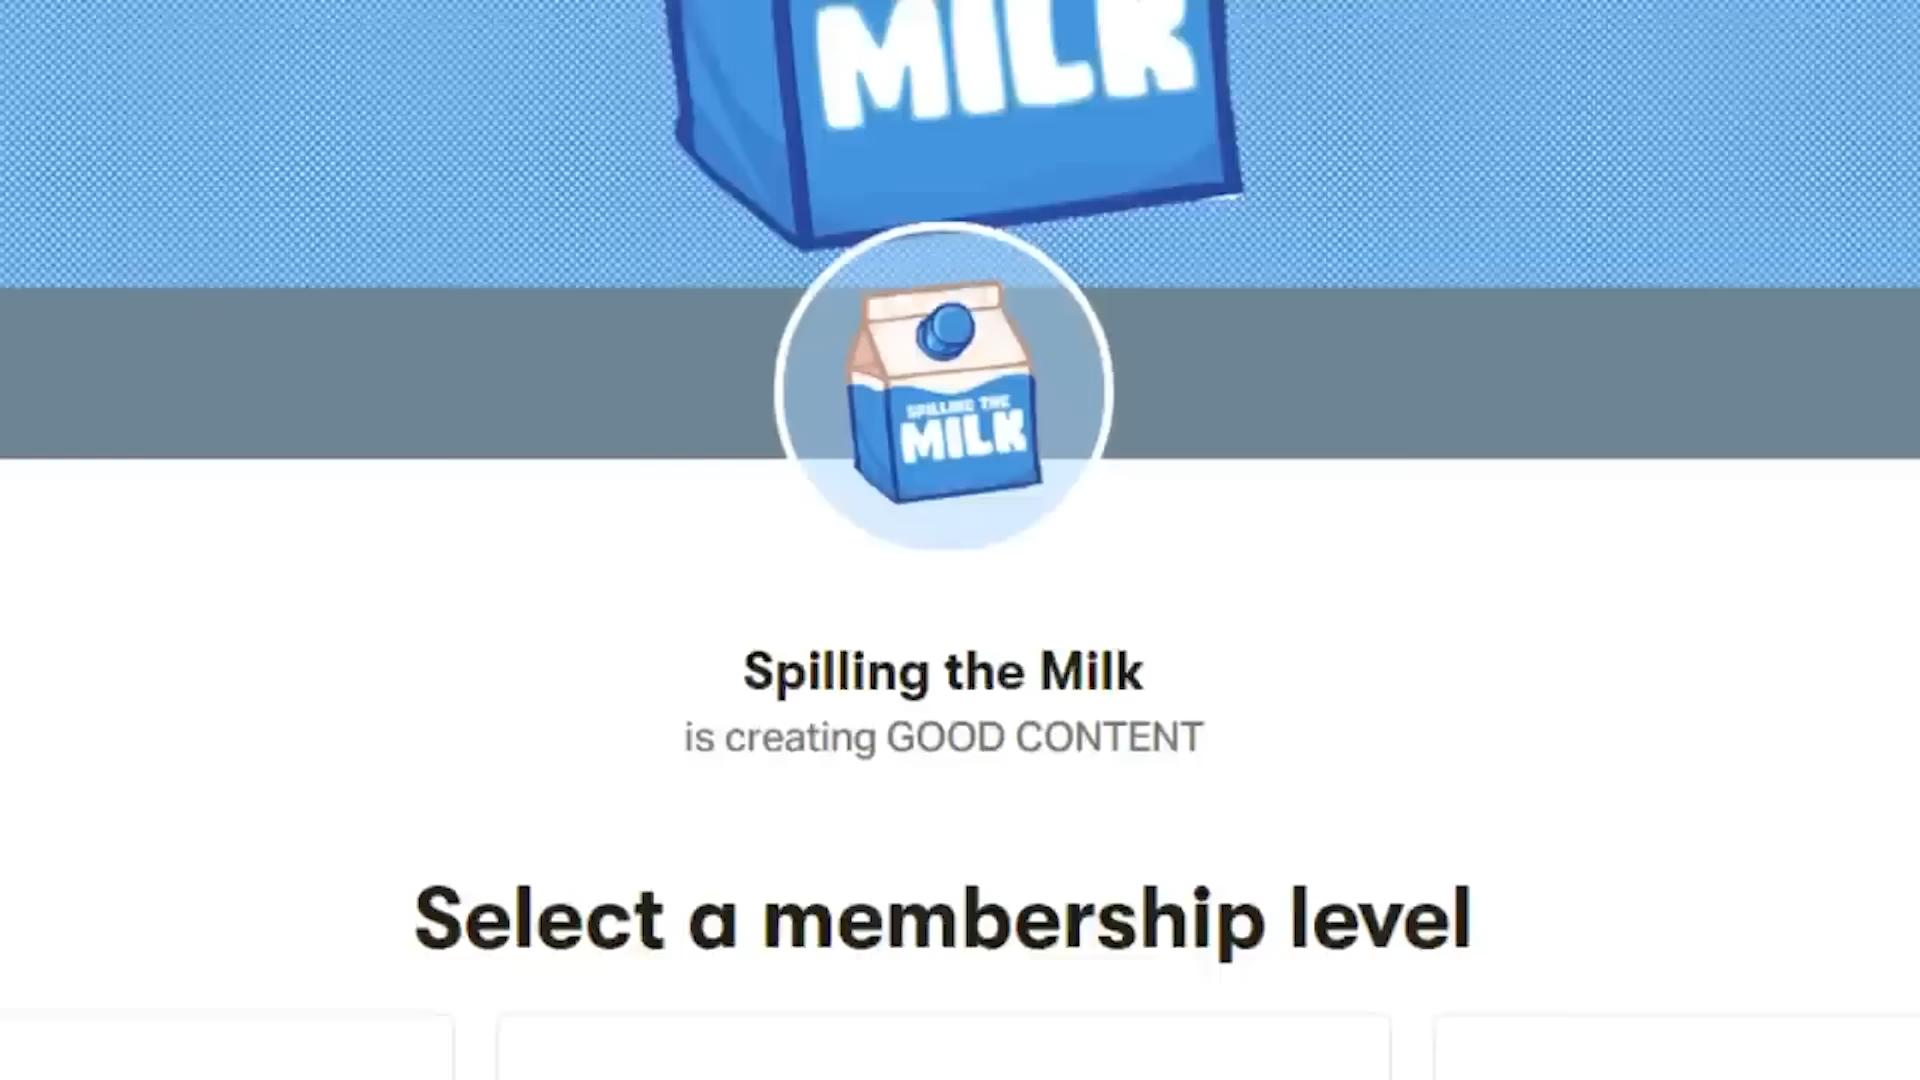 MILK
SPILLING THE
MILK
Spilling the Milk
is creating GOOD CONTENT
Select a membership level